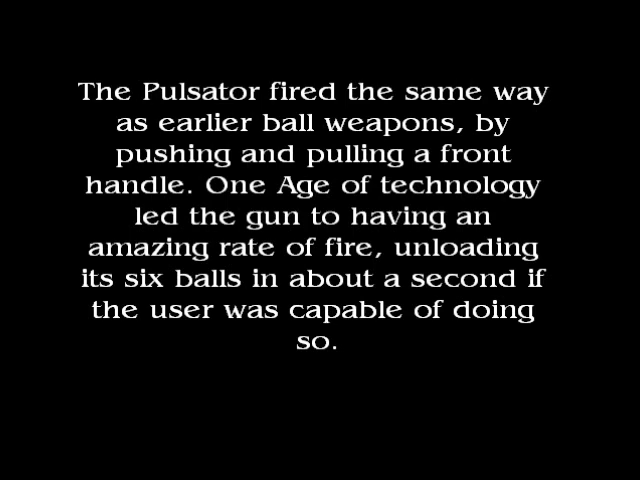 The Pulsator fired the same way
as earlier ball weapons, by
pushing and pulling a front
handle. One Age of technology
led the gun to having an
amazing rate of fire, unloading
its six balls in about a second if
the user was capable of doing
so.